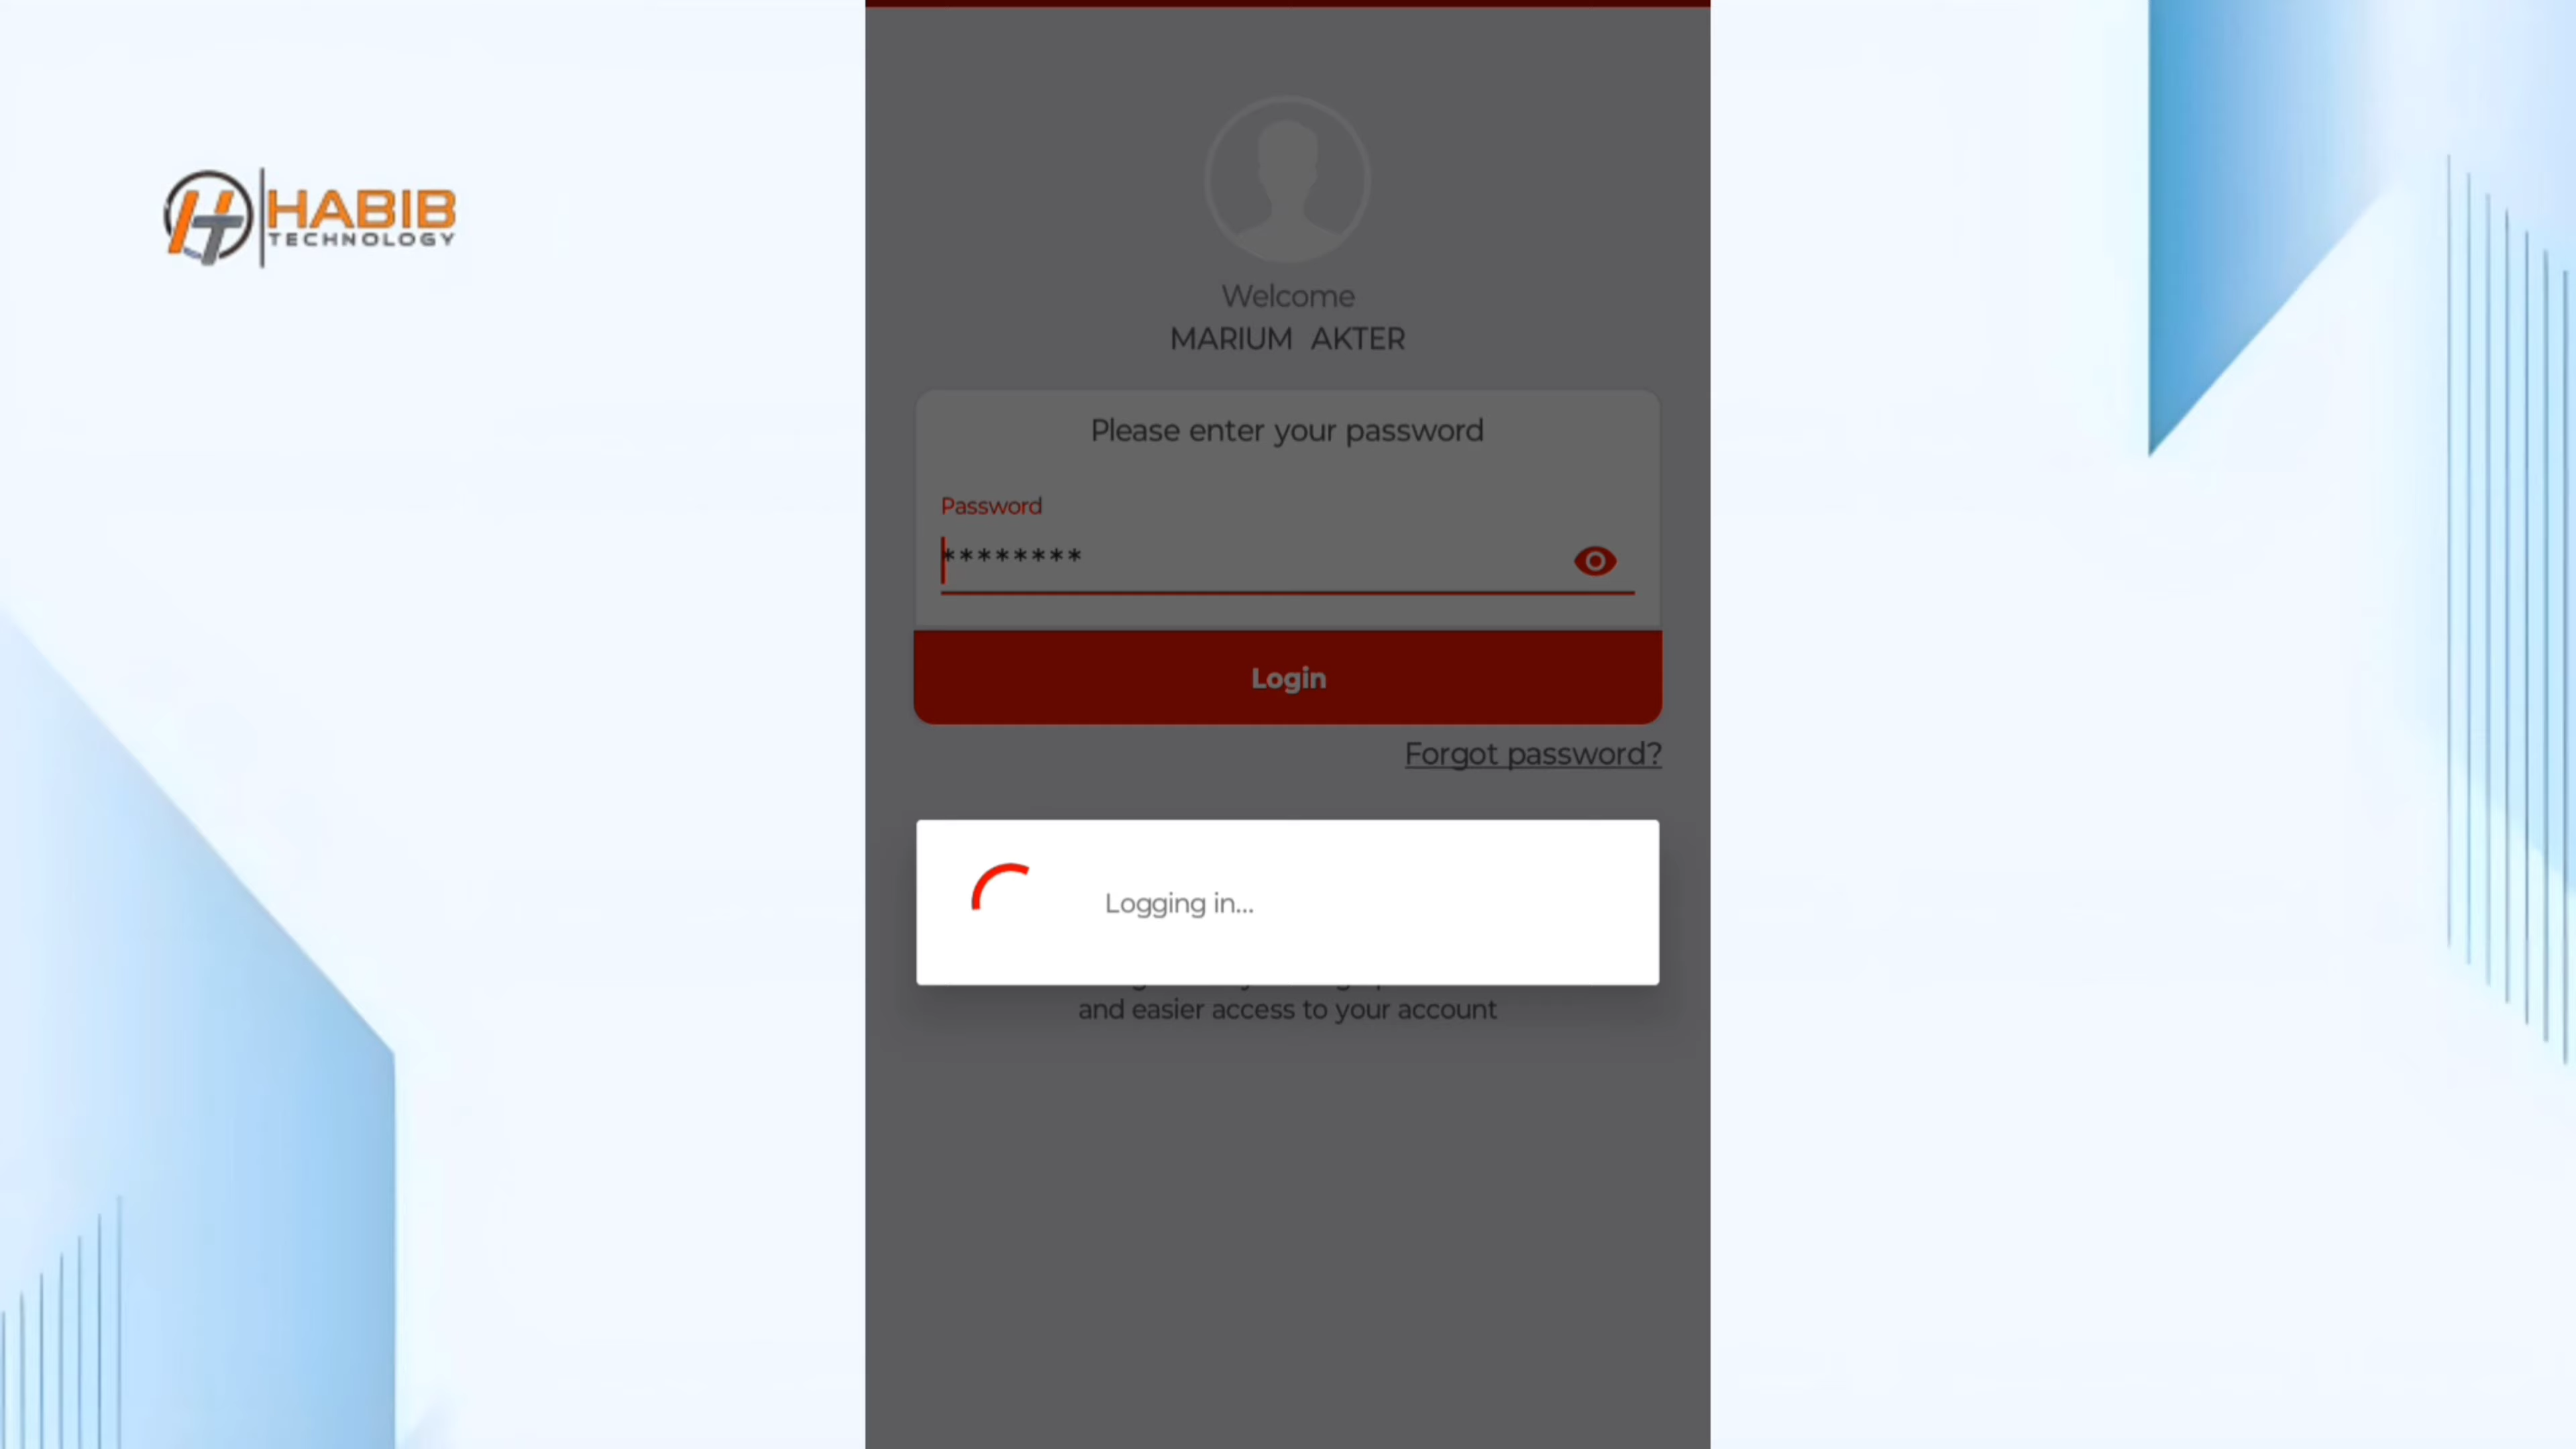 HABIB
TECHNOLOGY
Welcome
MARIUM AKTER
Please enter your password
Password
********
Login
Forgot password?
Logging in...
and easier access to your account